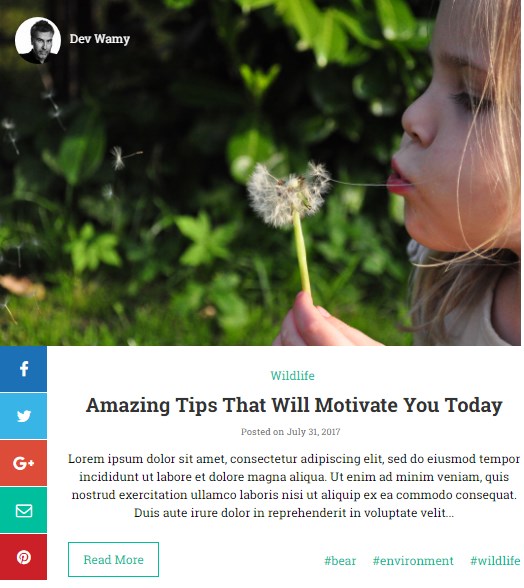 Dev Wamy
Wildlife
Amazing Tips That Will Motivate You Today
Posted on July 31, 2017
Lorem ipsum dolor sit amet, consectetur adipiscing elit, sed do eiusmod tempor
incididunt ut labore et dolore magna aliqua. Ut enim ad minim veniam, quis
nostrud exercitation ullamco laboris nisi ut aliquip ex ea commodo consequat.
Duis aute irure dolor in reprehenderit in voluptate velit...
Read More #bear #environment #wildlife